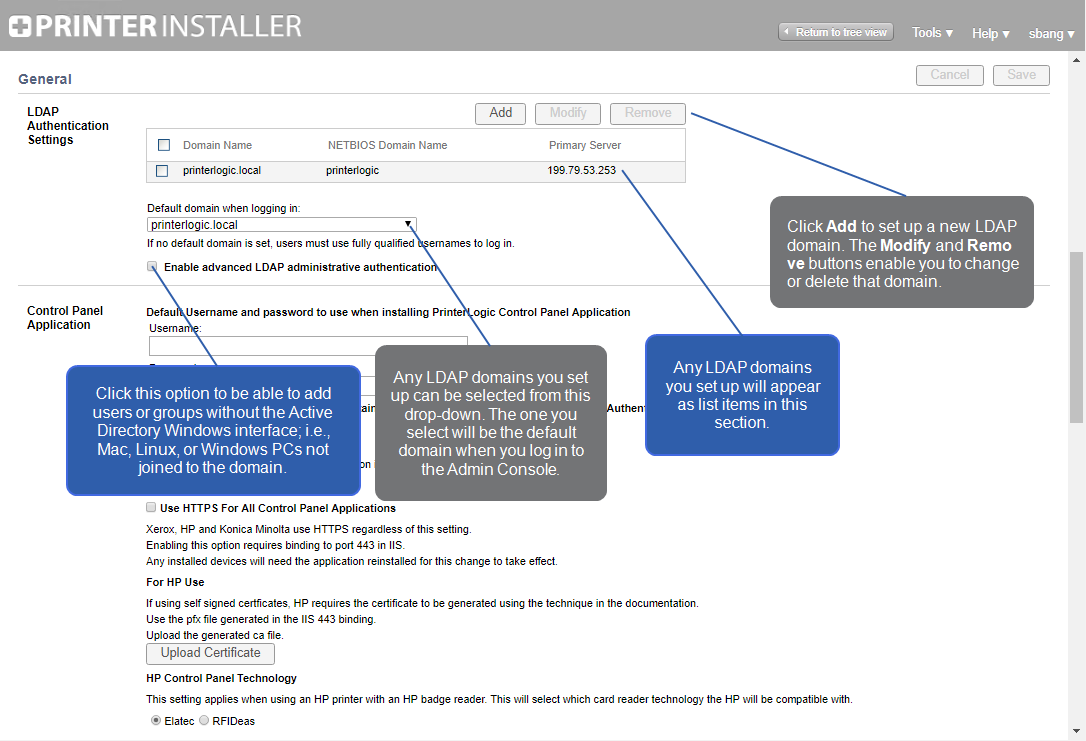 PRINTER INSTALLER
Return to tree view
Tools ▾
Help ▾
sbang ▾
General
Cancel
Save
LDAP
Authentication
Settings
Add
Modify
Remove
Domain Name
NETBIOS Domain Name
Primary Server
printerlogic.local
printerlogic
199.79.53.253
Default domain when logging in:
printerlogic.local
If no default domain is set, users must use fully qualified usernames to log in.
Enable advanced LDAP administrative authentication
Click Add to set up a new LDAP
domain. The Modify and Remo
ve buttons enable you to change
or delete that domain.
Control Panel
Application
Default Username and password to use when installing PrinterLogic Control Panel Application
Username:
Click this option to be able to add
users or groups without the Active
Directory Windows interface; i.e.,
Mac, Linux, or Windows PCs not
joined to the domain.
Any LDAP domains you set
up can be selected from this
drop-down. The one you
select will be the default
domain when you log in to
the Admin Console.
Any LDAP domains
you set up will appear
as list items in this
section.
Use HTTPS For All Control Panel Applications
Xerox, HP and Konica Minolta use HTTPS regardless of this setting.
Enabling this option requires binding to port 443 in IIS.
Any installed devices will need the application reinstalled for this change to take effect.
For HP Use
If using self signed certficates, HP requires the certificate to be generated using the technique in the documentation.
Use the pfx file generated in the IIS 443 binding.
Upload the generated ca file.
Upload Certificate
HP Control Panel Technology
This setting applies when using an HP printer with an HP badge reader. This will select which card reader technology the HP will be compatible with.
Elatec
RFIDeas